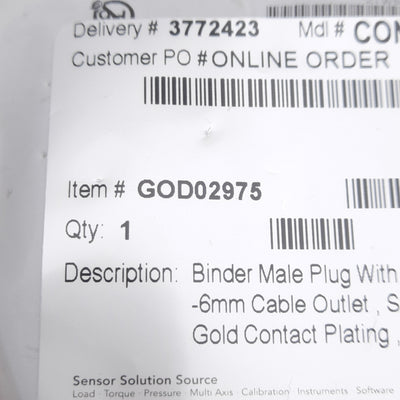 Delivery # 3772423 Mdl # CON
Customer PO # ONLINE ORDER
Item # GOD02975
Qty: 1
Description: Binder Male Plug With
-6mm Cable Outlet , S
Gold Contact Plating ,
Sensor Solution Source
Load · Torque · Pressure · Multi Axis · Calibration · Instruments · Software